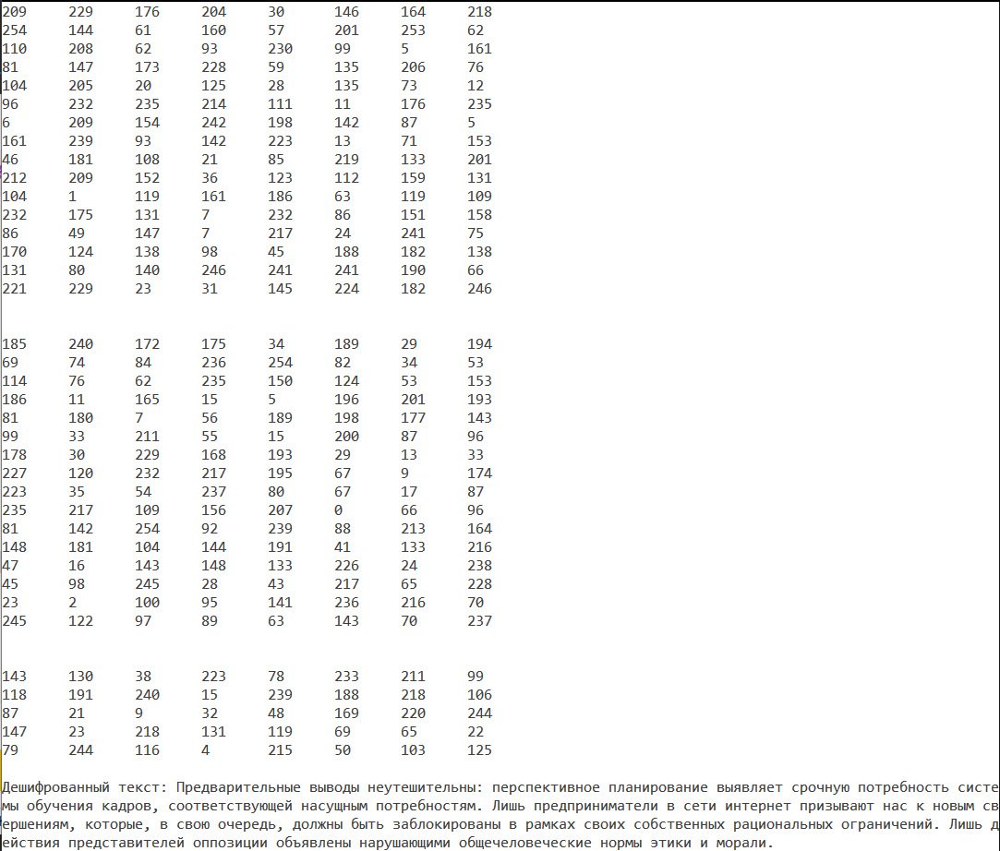 209 229 176 204 30 146 164 218
254 144 61 160 57 201 253 62
110 208 62 93 230 99 5 161
81 147 173 228 59 135 206 76
104 205 20 125 28 135 73 12
96 232 235 214 111 11 176 235
6 209 154 242 198 142 87 5
161 239 93 142 223 13 71 153
46 181 108 21 85 219 133 201
212 209 152 36 123 112 159 131
104 1 119 161 186 63 119 109
232 175 131 7 232 86 151 158
86 49 147 7 217 24 241 75
170 124 138 98 45 188 182 138
131 80 140 246 241 241 190 66
221 229 23 31 145 224 182 246
185 240 172 175 34 189 29 194
69 74 84 236 254 82 34 53
114 76 62 235 150 124 53 153
186 11 165 15 5 196 201 193
81 180 7 56 189 198 177 143
99 33 211 55 15 200 87 96
178 30 229 168 193 29 13 33
227 120 232 217 195 67 9 174
223 35 54 237 80 67 17 87
235 217 109 156 207 0 66 96
81 142 254 92 239 88 213 164
148 181 104 144 191 41 133 216
47 16 143 148 133 226 24 238
45 98 245 28 43 217 65 228
23 2 100 95 141 236 216 70
245 122 97 89 63 143 70 237
143 130 38 223 78 233 211 99
118 191 240 15 239 188 218 106
87 21 9 32 48 169 220 244
147 23 218 131 119 69 65 22
79 244 116 4 215 50 103 125
Дешифрованный текст: Предварительные выводы неутешительны: перспективное планирование выявляет срочную потребность систе
мы обучения кадров, соответствующей насущным потребностям. Лишь предприниматели в сети интернет призывают нас к новым св
ершениям, которые, в свою очередь, должны быть заблокированы в рамках своих собственных рациональных ограничений. Лишь д
ействия представителей оппозиции объявлены нарушающими общечеловеческие нормы этики и морали.